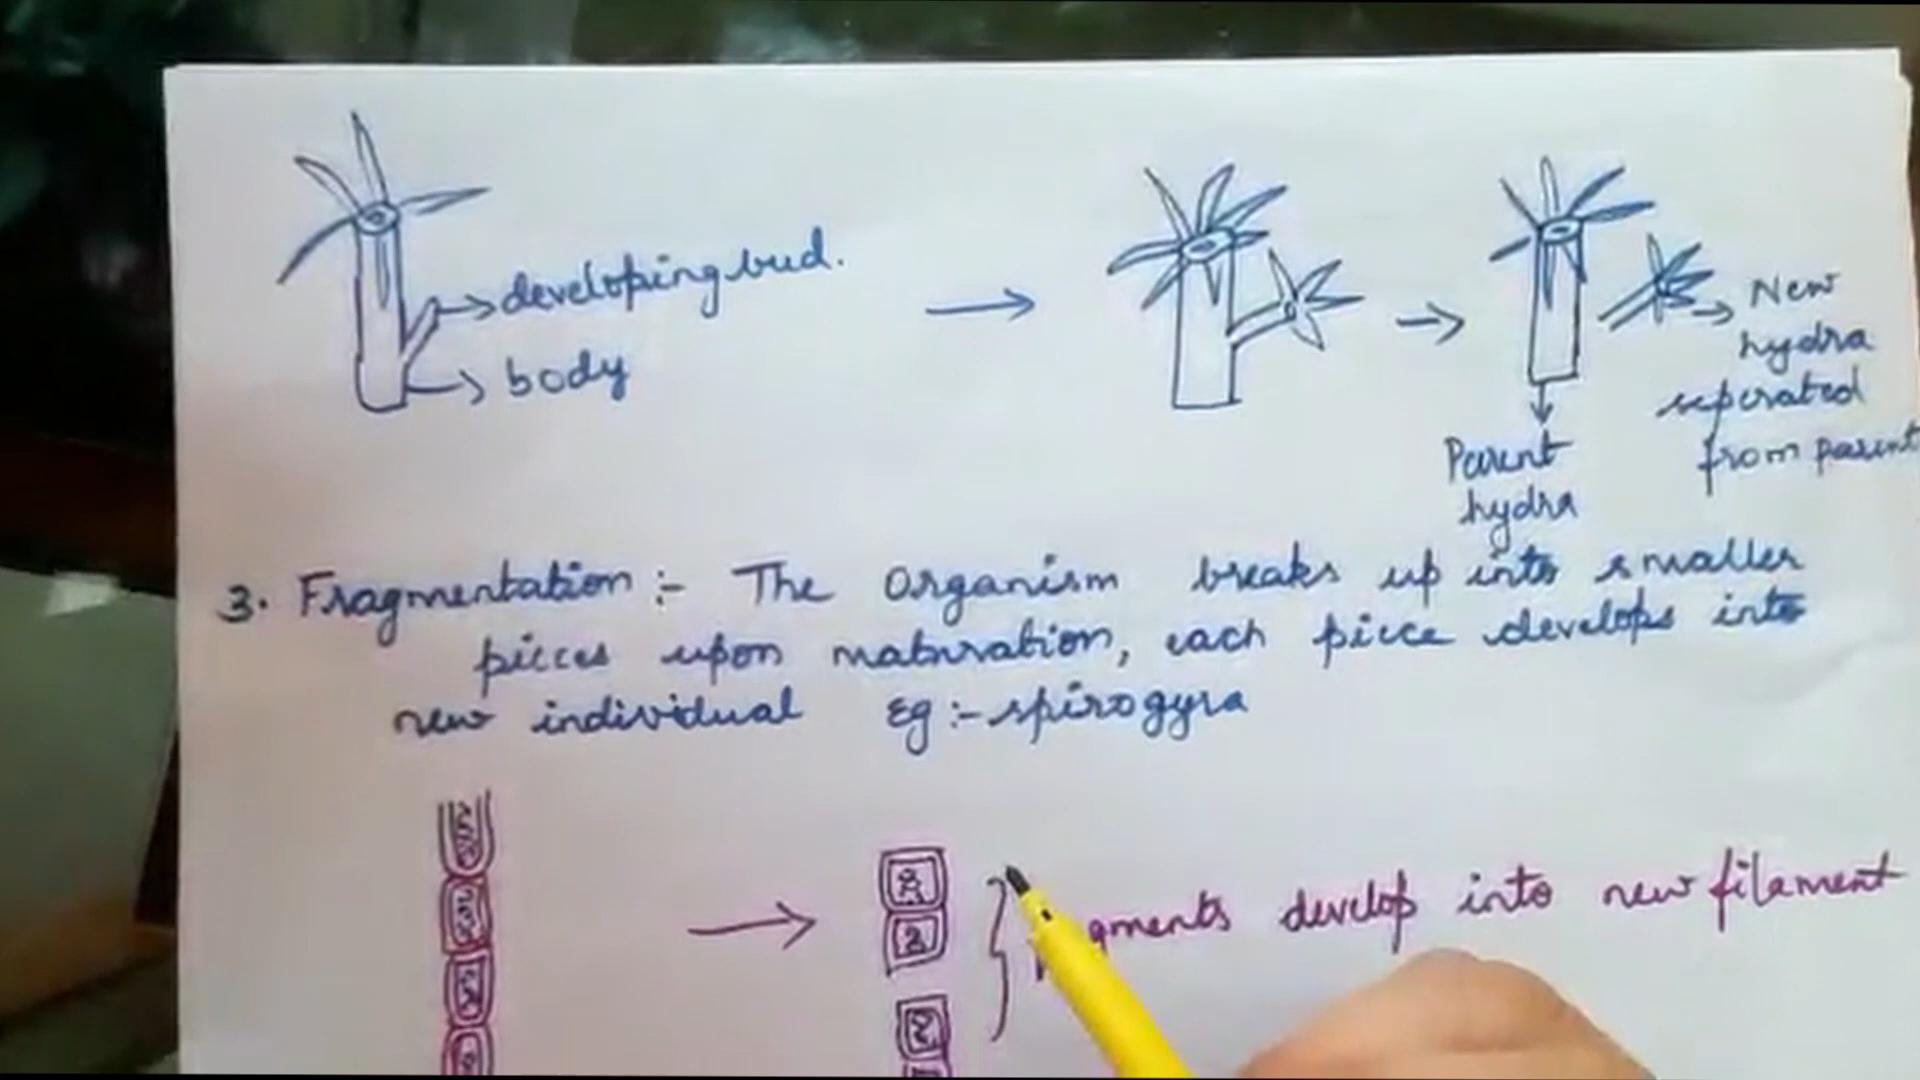 developing bud.
body
New
hydra
seperated
from parent
Parent
hydra
3. Fragmentation :- The Organism breaks up into smaller
pieces upon maturation, each piece develops into
new individual Eg :- spirogyra
gments develop into new filament